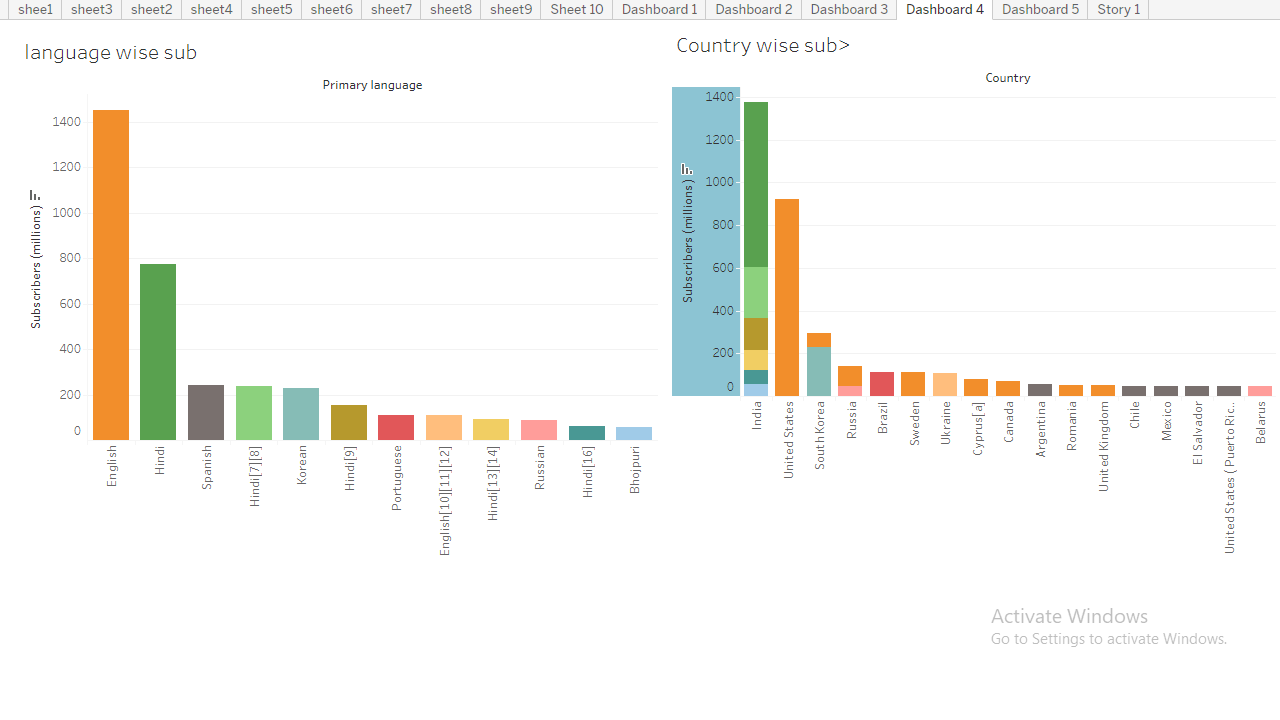 shee1 sheet3 sheet2 sheet4 sheet5 sheet6 sheet7 sheet8 sheet9 Sheet 10 Dashboard 1 Dashboard 2 Dashboard 3 Dashboard 4 Dashboard 5 Story 1
language wise sub
Primary language
Subscribers (millions)
1400
1200
1000
800
600
400
200
0
English
Hindi
Spanish
Hindi[7][8]
Korean
Hindi[9]
Portuguese
English[10][11][12]
Hindi[13][14]
Russian
Hindi[16]
Bhojpuri
Country wise sub>
Country
Subscribers (millions)
1400
1200
1000
800
600
400
200
0
India
United States
South Korea
Russia
Brazil
Sweden
Ukraine
Cyprus[a]
Canada
Argentina
Romania
United Kingdom
Chile
Mexico
El Salvador
United States ( Puerto Ric..
Belarus
Activate Windows
Go to Settings to activate Windows.